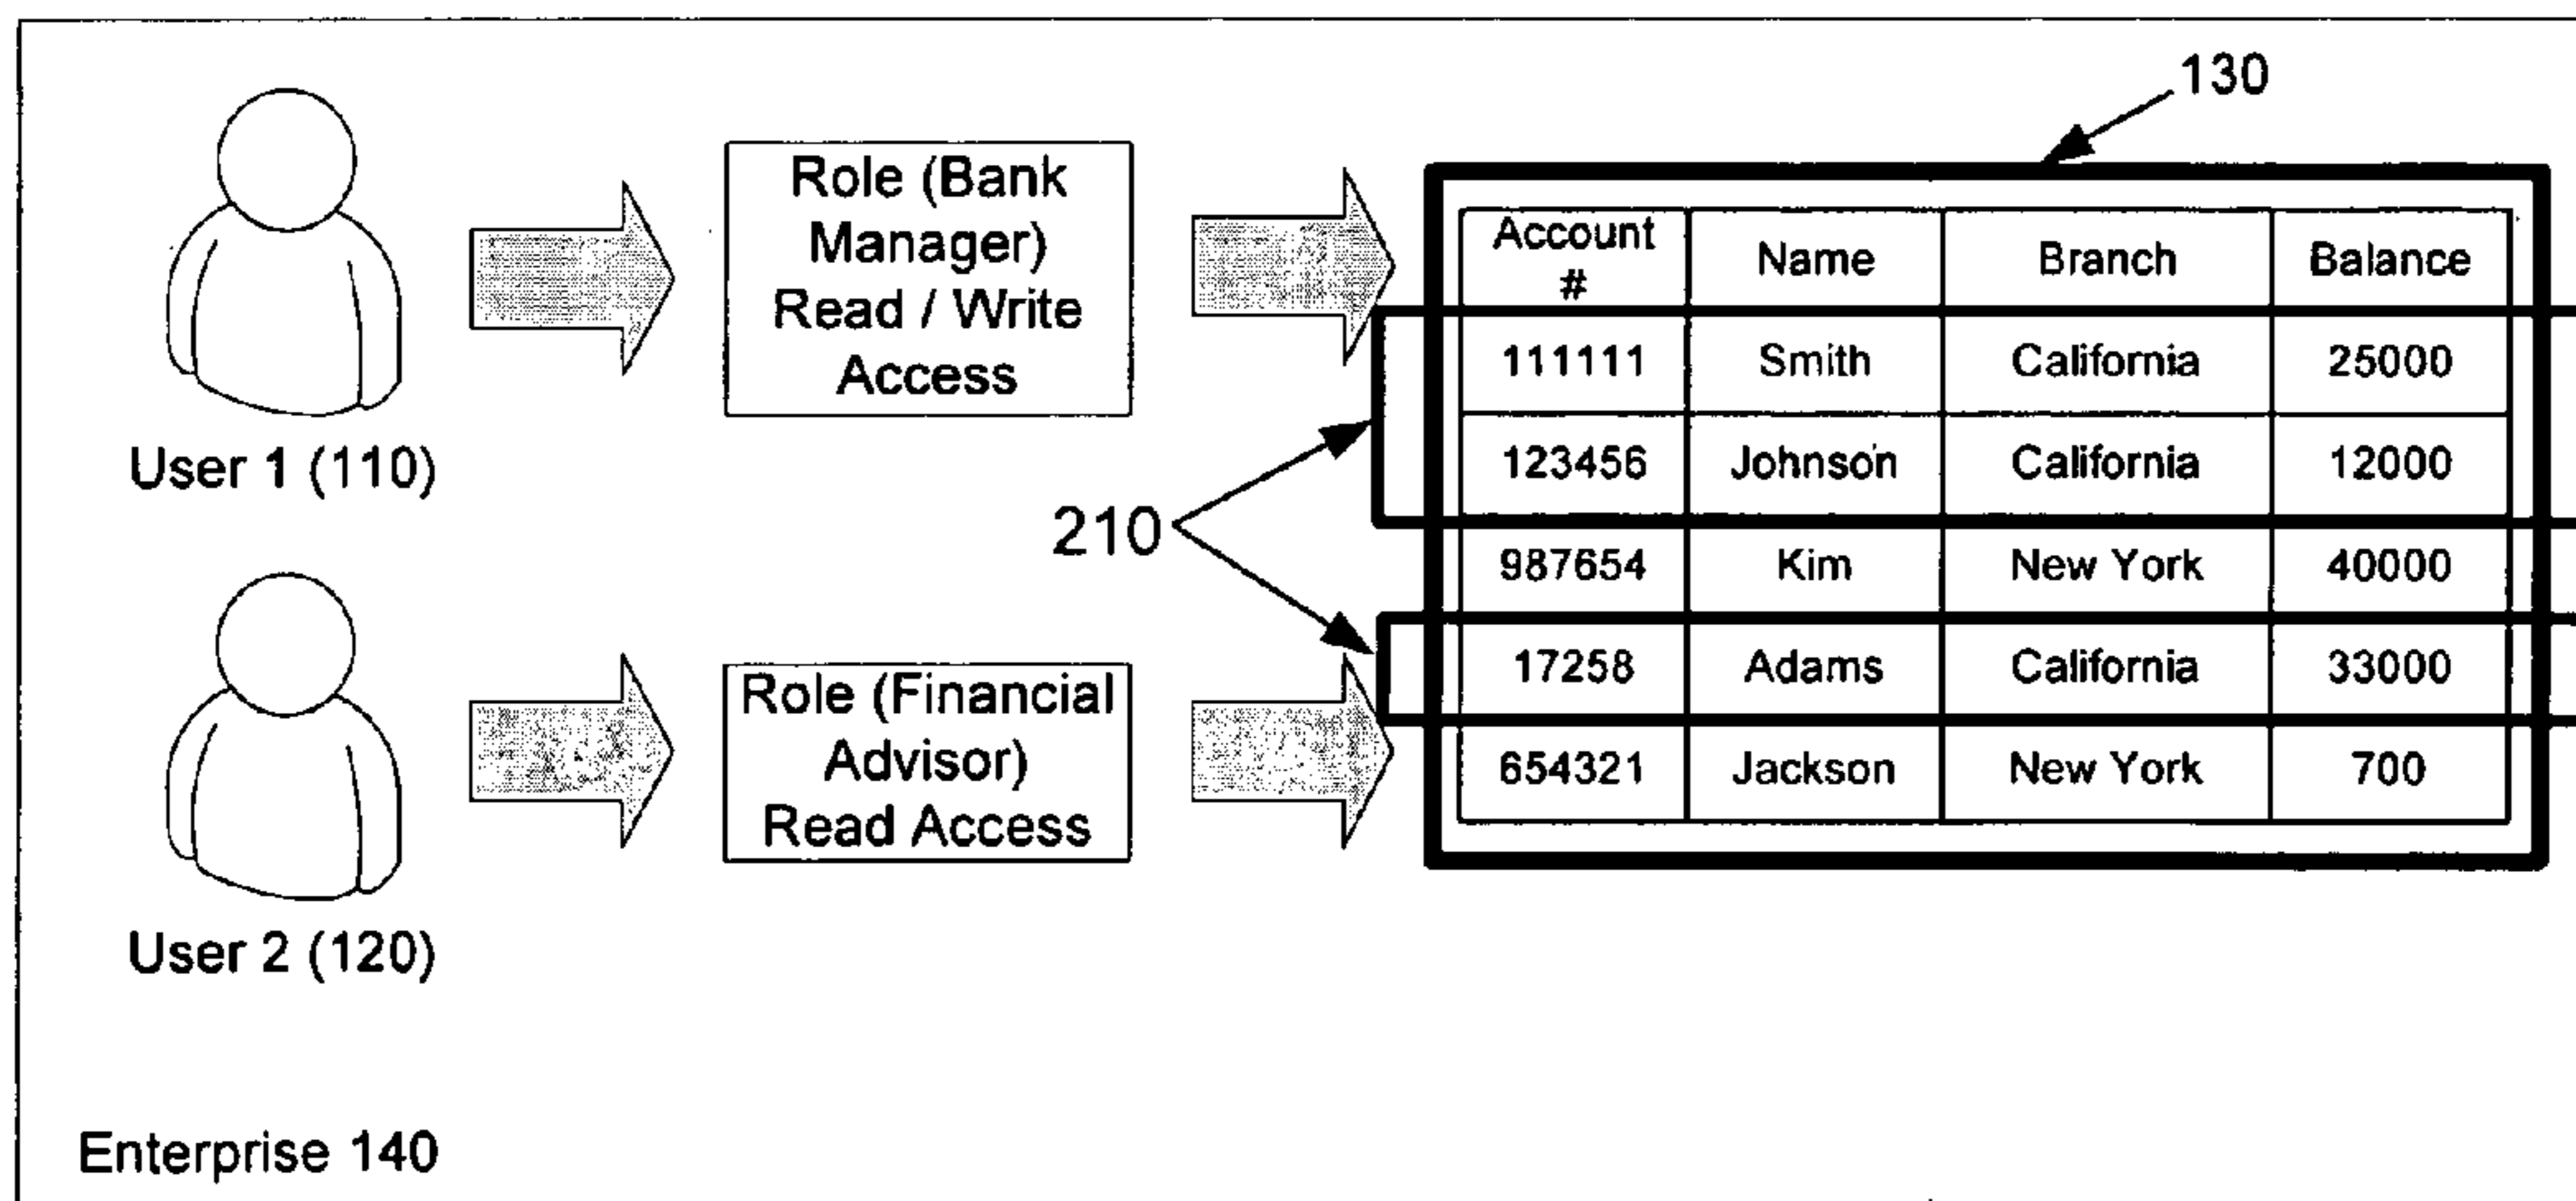 130
Role (Bank
Manager)
Read / Write
Access
User 1 (110)
210
Role (Financial
Advisor)
Read Access
User 2 (120)
Account
#
Name Branch Balance
111111 Smith California 25000
123456 Johnson California 12000
987654 Kim New York 40000
17258 Adams California 33000
654321 Jackson New York 700
Enterprise 140